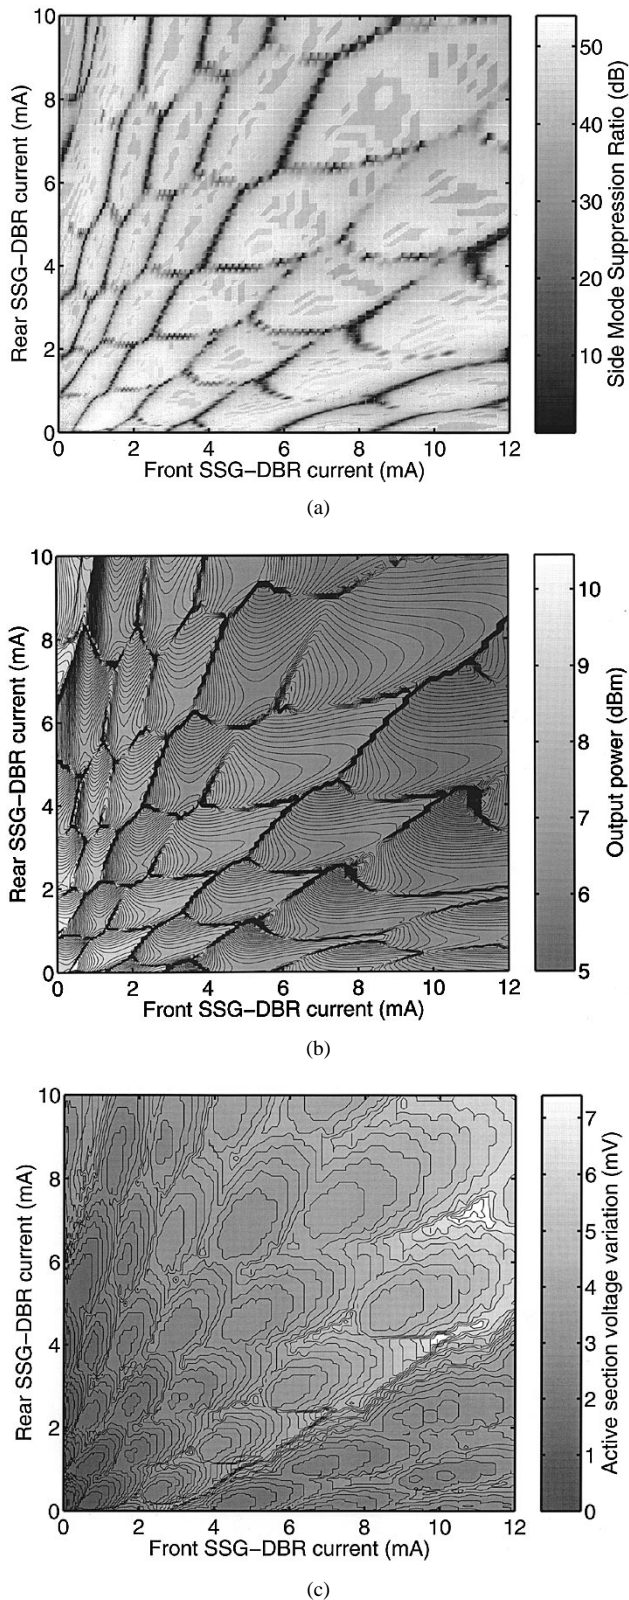 10
8
6
4
2
0
Rear SSG–DBR current (mA)
0 2 4 6 8 10 12
Front SSG–DBR current (mA)
50
40
30
20
10
Side Mode Suppression Ratio (dB)
(a)
10
8
6
4
2
0
Rear SSG–DBR current (mA)
0 2 4 6 8 10 12
Front SSG–DBR current (mA)
10
9
8
7
6
5
Output power (dBm)
(b)
10
8
6
4
2
0
Rear SSG–DBR current (mA)
0 2 4 6 8 10 12
Front SSG–DBR current (mA)
7
6
5
4
3
2
1
0
Active section voltage variation (mV)
(c)